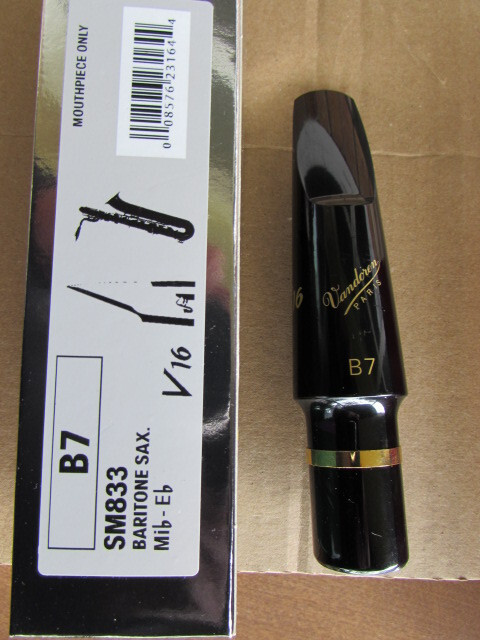 MOUTHPIECE ONLY
0 08576 23164 4
V16
B7
SM833
BARITONE SAX.
Mib - Eb
Vandoren
PARIS
B7